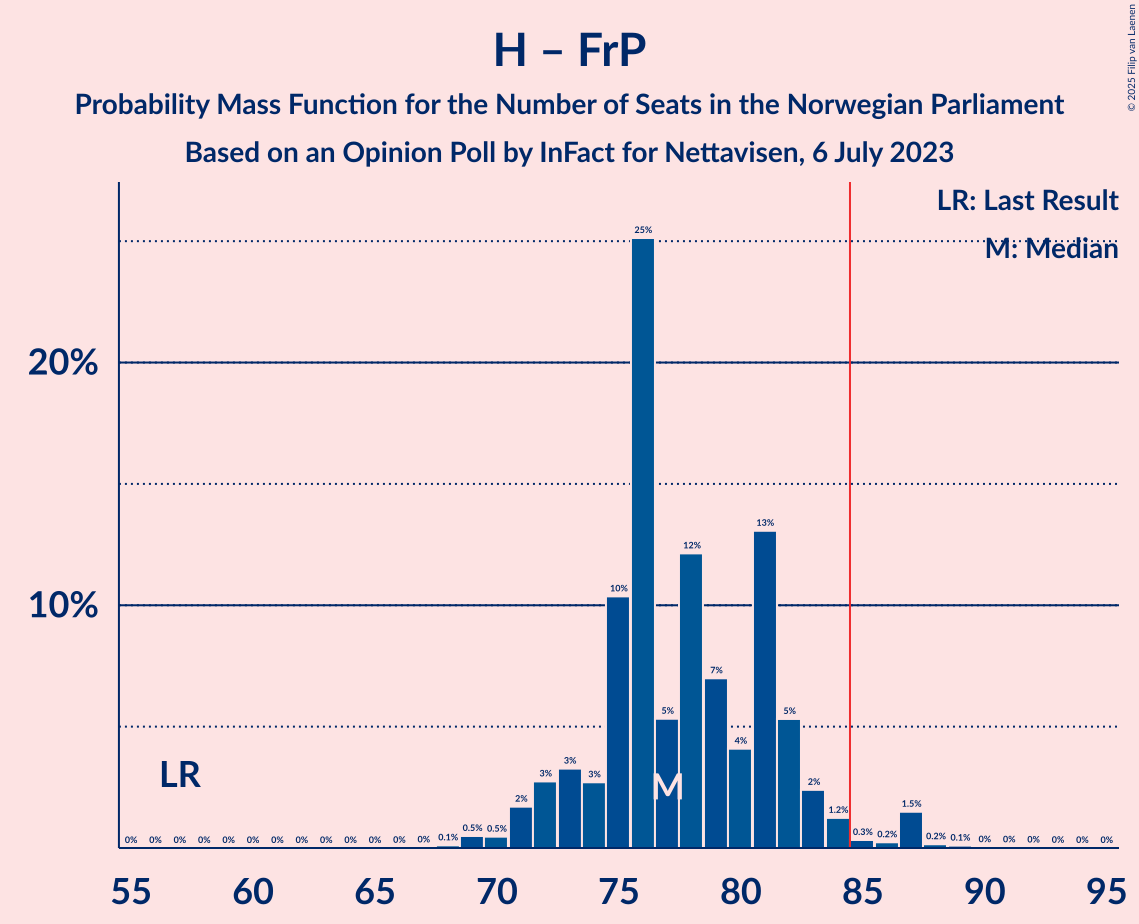 H – FrP
Probability Mass Function for the Number of Seats in the Norwegian Parliament
Based on an Opinion Poll by InFact for Nettavisen, 6 July 2023
© 2025 Filip van Laenen
LR: Last Result
M: Median
20%
10%
LR
M
0% 0% 0% 0% 0% 0% 0% 0% 0% 0% 0% 0% 0% 0.1% 0.5% 0.5% 2% 3% 3% 3% 10% 25% 5% 12% 7% 4% 13% 5% 2% 1.2% 0.3% 0.2% 1.5% 0.2% 0.1% 0% 0% 0% 0% 0% 0%
55 60 65 70 75 80 85 90 95